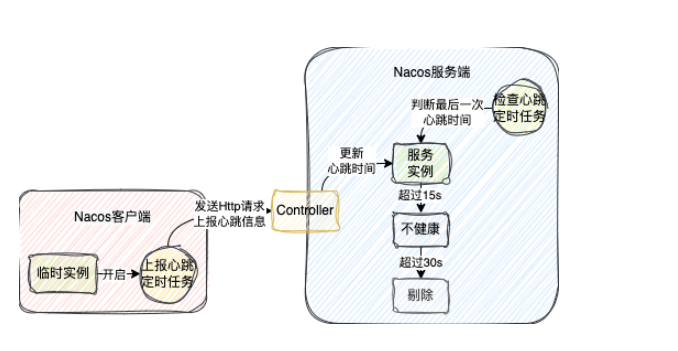 Nacos服务端
判断最后一次
心跳时间
检查心跳
定时任务
更新
心跳时间
服务
实例
超过15s
不健康
超过30s
剔除
Controller
发送Http请求
上报心跳信息
Nacos客户端
临时实例
开启
上报心跳
定时任务